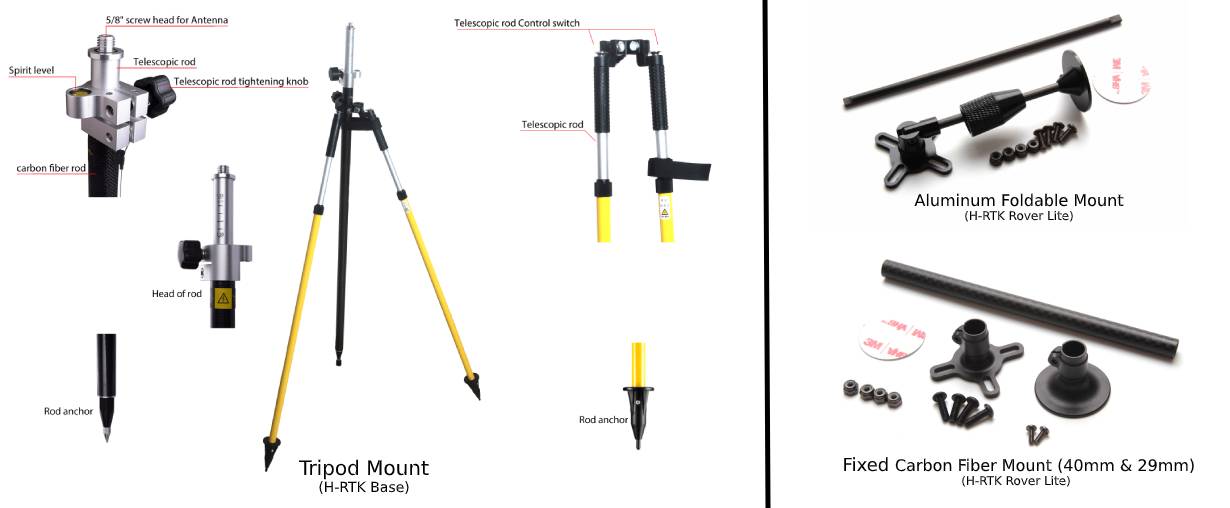 5/8" screw head for Antenna
Telescopic rod
Spirit level
Telescopic rod tightening knob
carbon fiber rod
Head of rod
Rod anchor
Telescopic rod Control switch
Telescopic rod
Rod anchor
Tripod Mount
(H-RTK Base)
Aluminum Foldable Mount
(H-RTK Rover Lite)
Fixed Carbon Fiber Mount (40mm & 29mm)
(H-RTK Rover Lite)